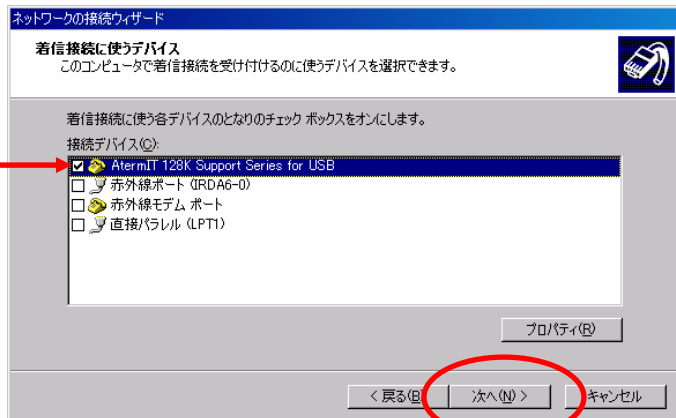 ネットワークの接続ウィザード
着信接続に使うデバイス
このコンピュータで着信接続を受け付けるのに使うデバイスを選択できます。
着信接続に使う各デバイスのとなりのチェック ボックスをオンにします。
接続デバイス(C):
AtermIT 128K Support Series for USB
赤外線ポート (IRDA6-0)
赤外線モデム ポート
直接パラレル (LPT1)
プロパティ(R)
< 戻る(B)
次へ(N) >
キャンセル